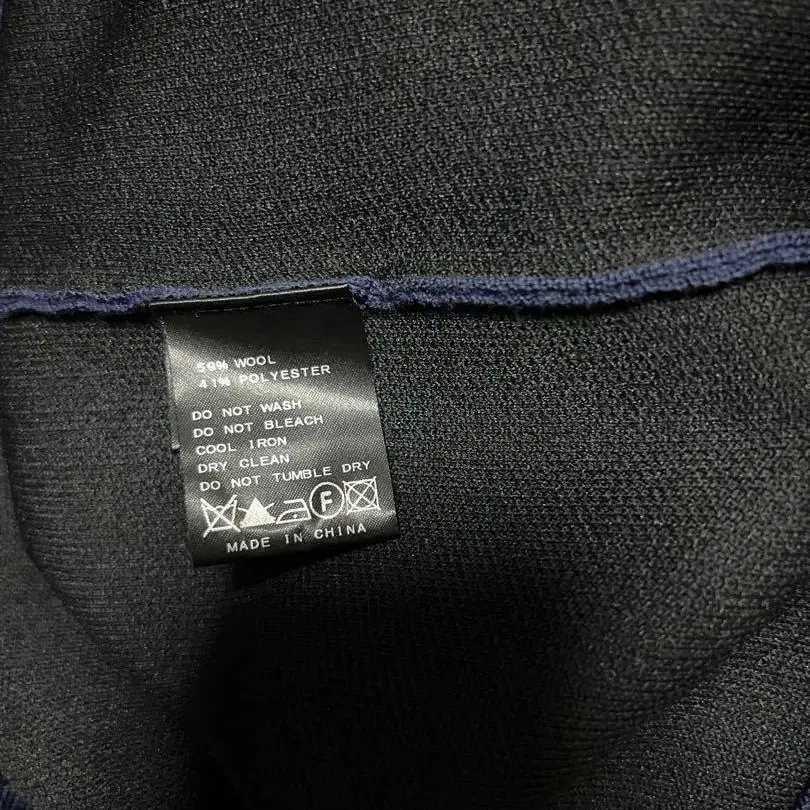 59% WOOL
41% POLYESTER
DO NOT WASH
DO NOT BLEACH
COOL IRON
DRY CLEAN
DO NOT TUMBLE DRY
F
MADE IN CHINA